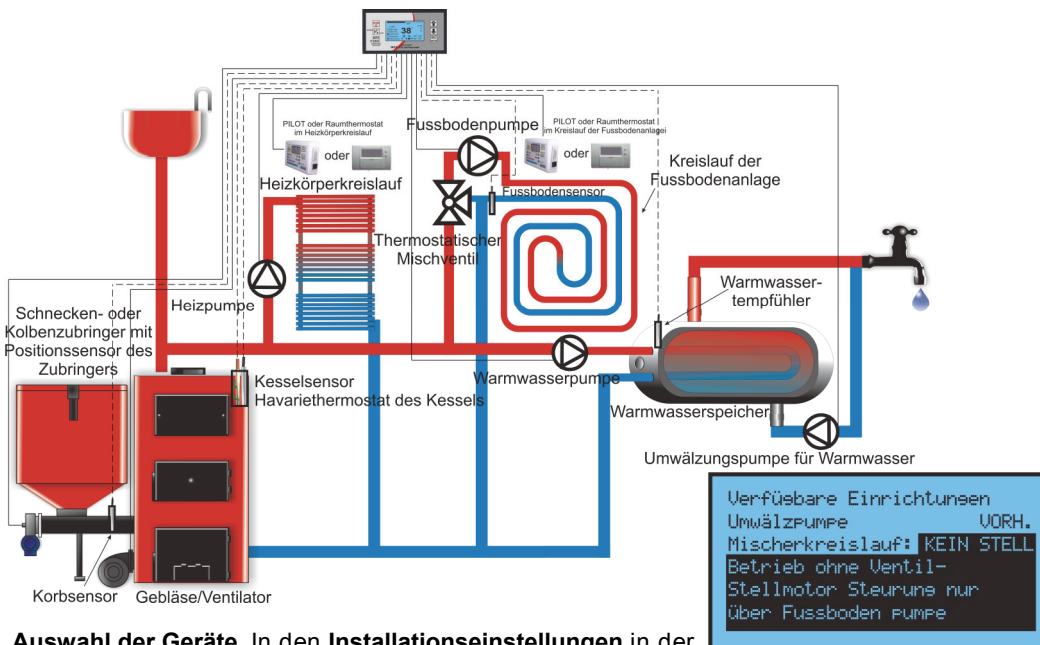 38°
PILOT oder Raumthermostat
im Heizkörperkreislauf
oder
Fussbodenpumpe
PILOT oder Raumthermostat
im Kreislauf der Fussbodenanlagei
oder
Kreislauf der
Fussbodenanlage
Heizkörperkreislauf
Fussbodensensor
Thermostatischer
Mischventil
Heizpumpe
Warmwasser-
tempfühler
Schnecken- oder
Kolbenzubringer mit
Positionssensor des
Zubringers
Kesselsensor
Havariethermostat des Kessels
Warmwasserpumpe
Warmwasserspeicher
Umwälzungspumpe für Warmwasser
Korbsensor
Gebläse/Ventilator
Verfügbare Einrichtungen
Umwälzpumpe VORH.
Mischerkreislauf: KEIN STELL
Betrieb ohne Ventil-
Stellmotor Steurung nur
über Fussboden pumpe
Auswahl der Geräte. In den Installationseinstellungen in der